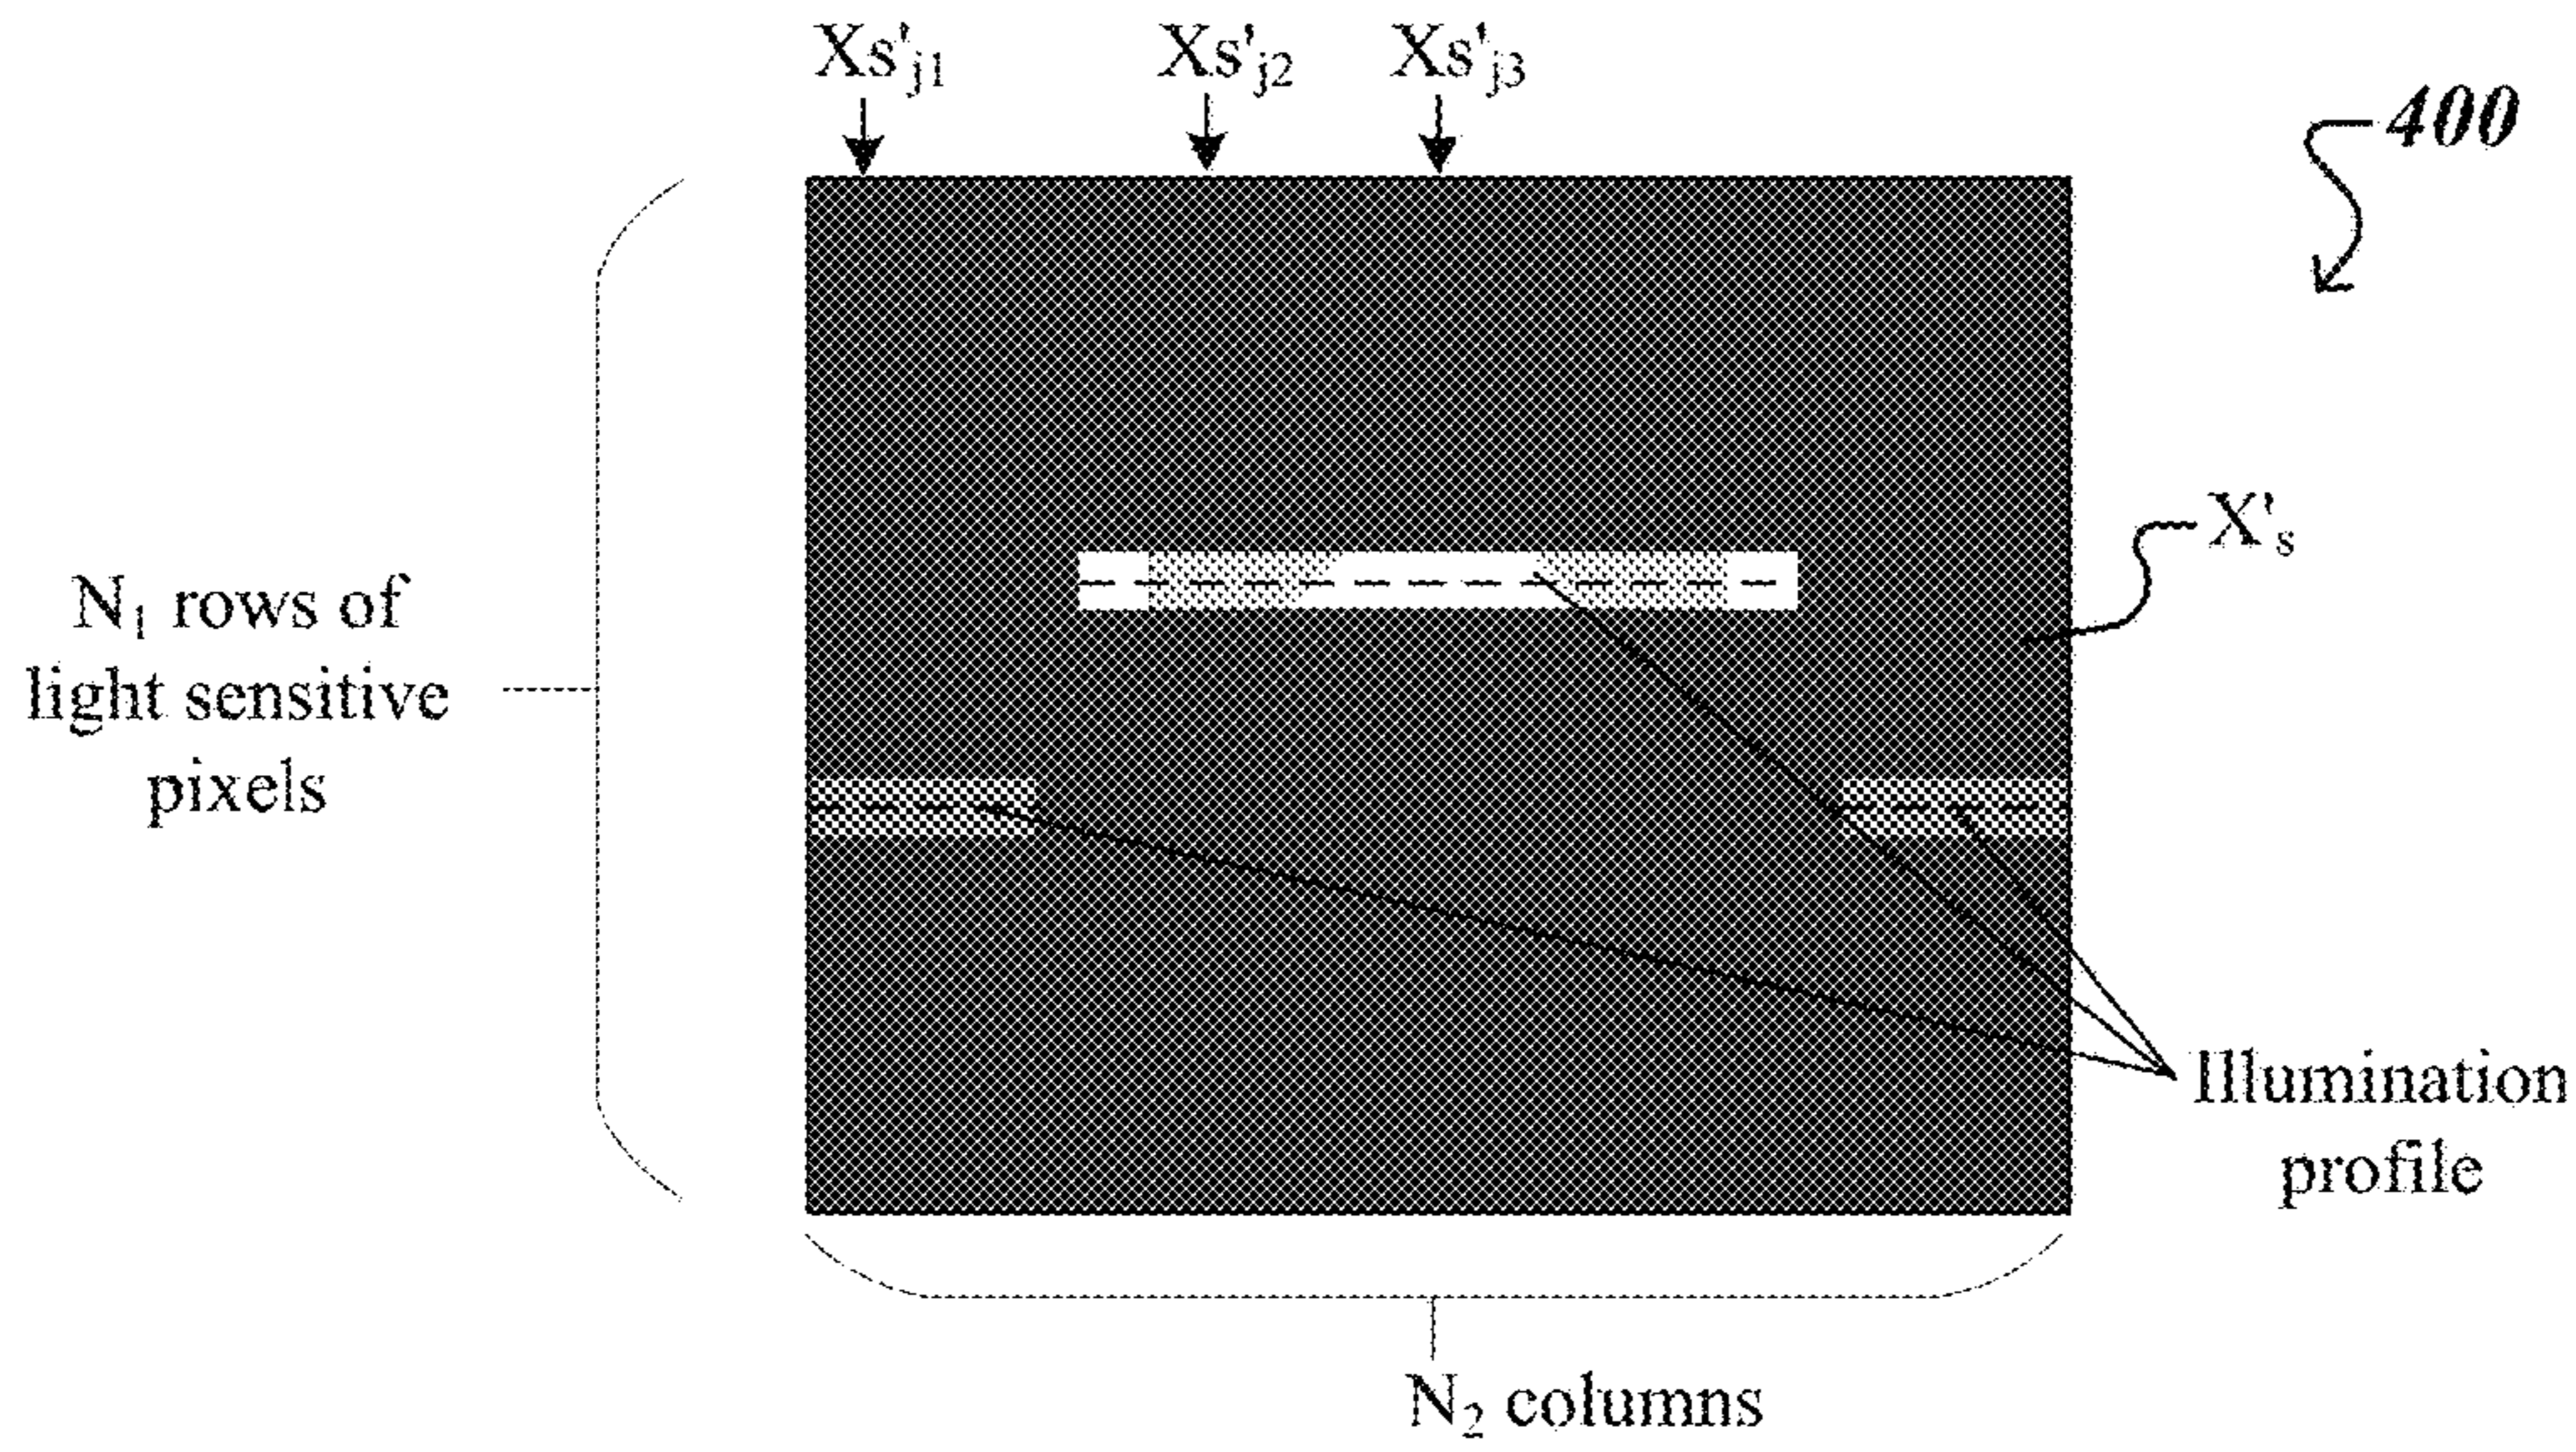 Xs'j1 Xs'j2 Xs'j3
400
X's
N1 rows of
light sensitive
pixels
Illumination
profile
N2 columns